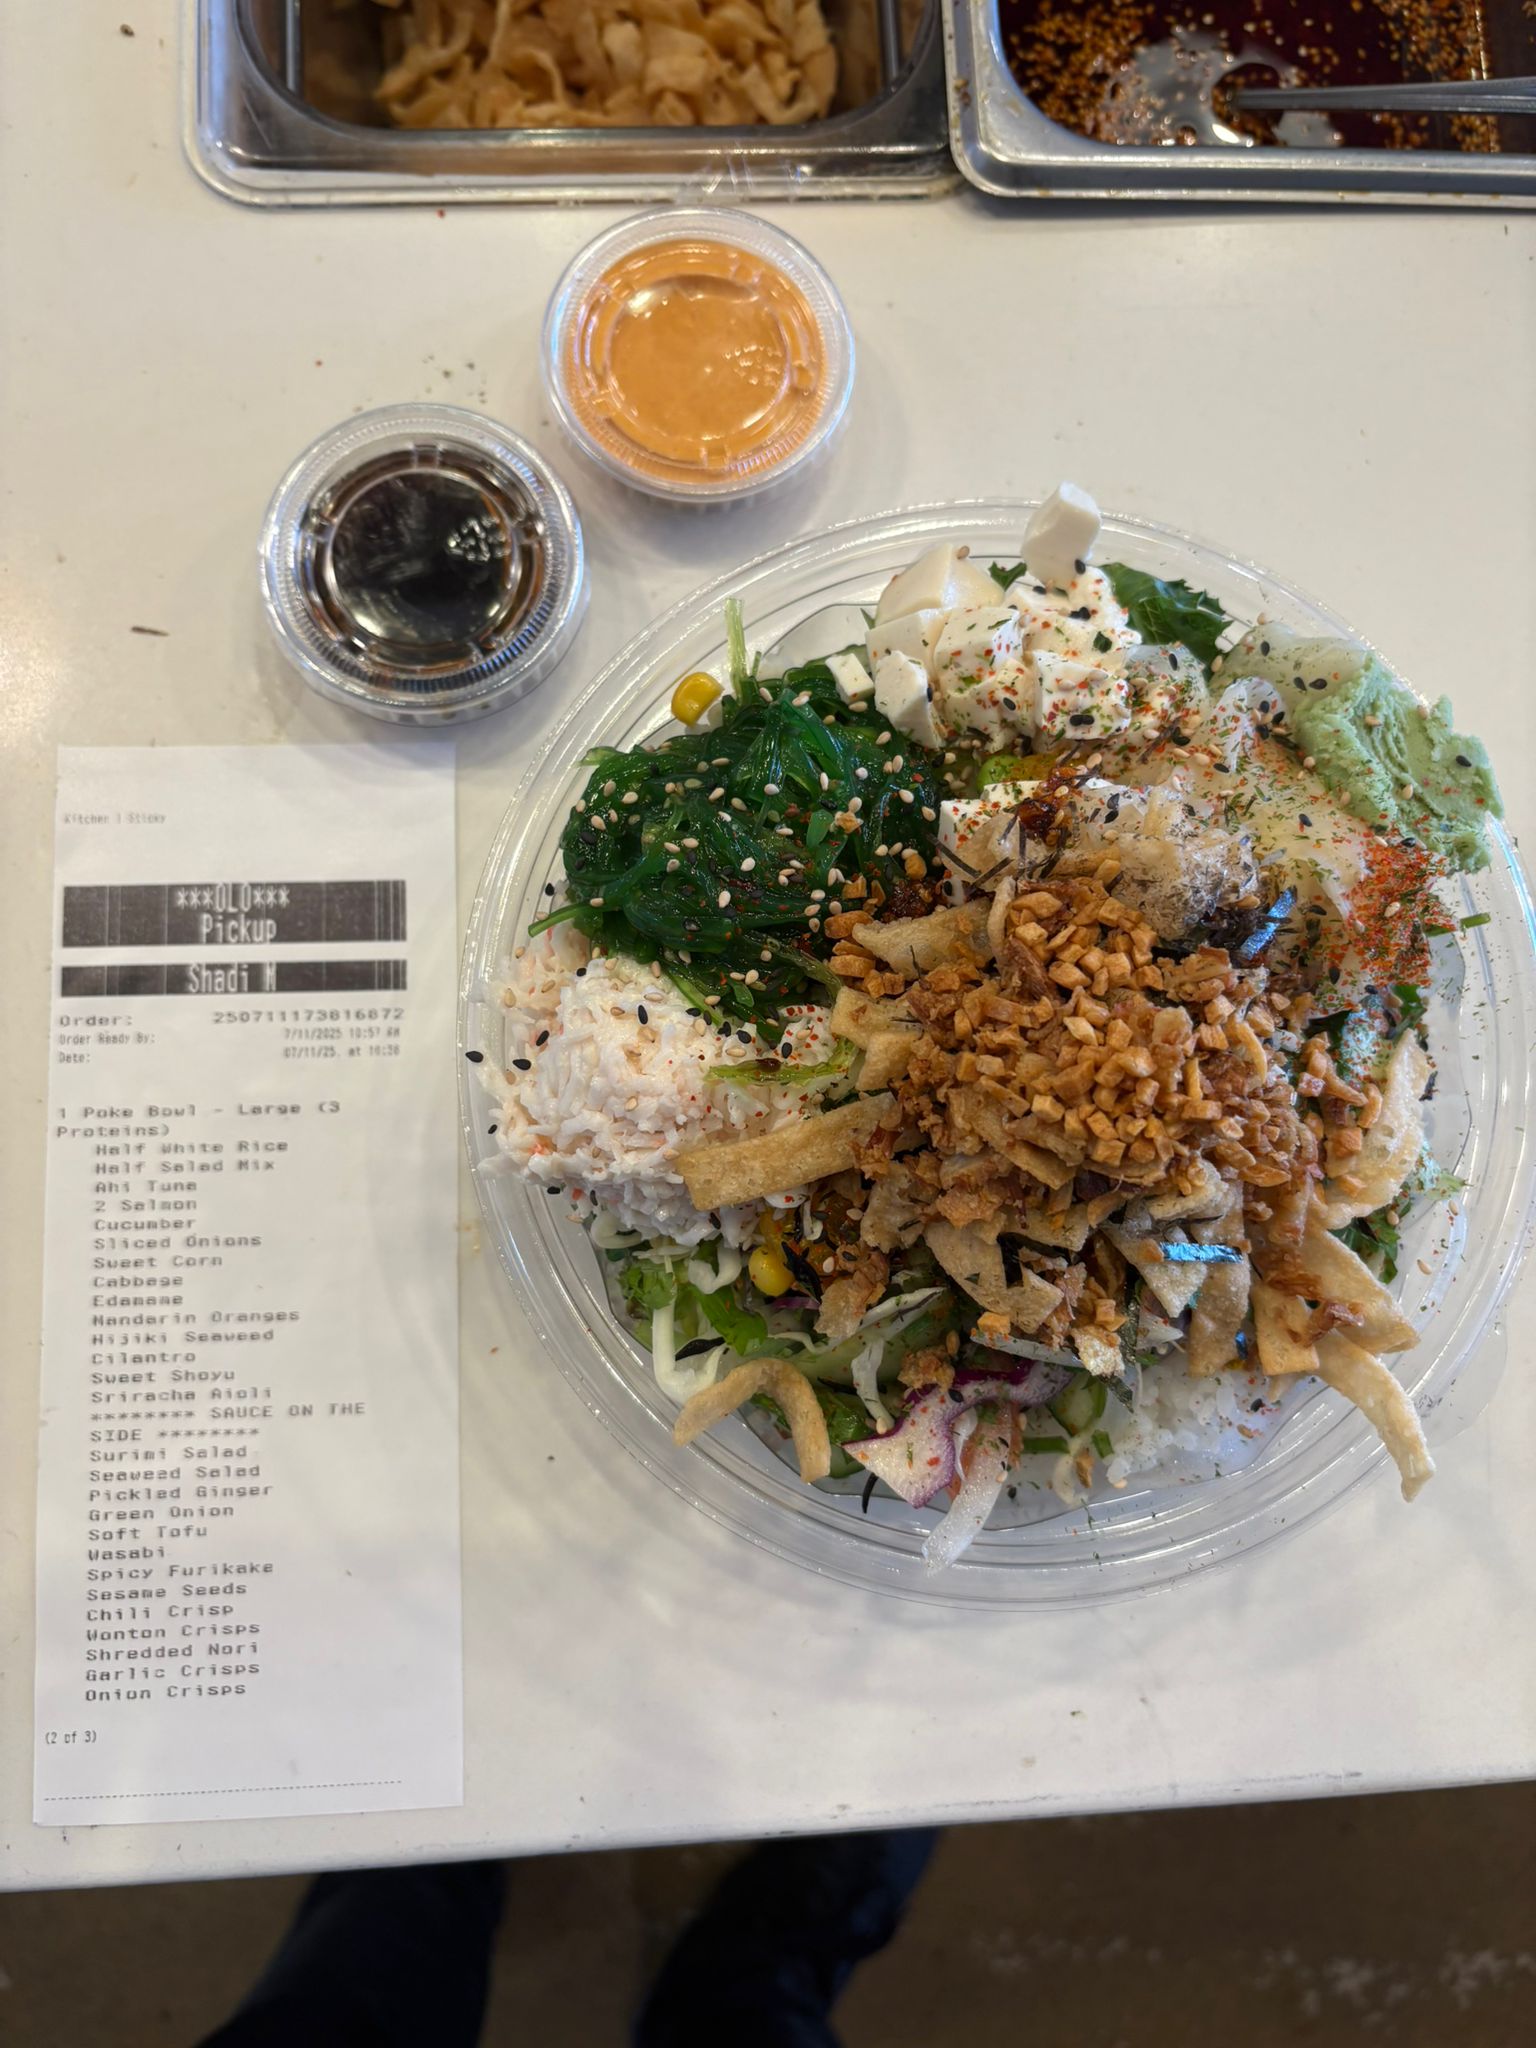 Kitchen 1 Sticky
***OLO***
Pickup
Shadi M
Order: 250711173816872
Order Ready By: 7/11/2025 10:57 AM
Date: 07/11/25, at 10:38
1 Poke Bowl - Large (3
Proteins)
Half White Rice
Half Salad Mix
Ahi Tuna
2 Salmon
Cucumber
Sliced Onions
Sweet Corn
Cabbage
Edamame
Mandarin Oranges
Hijiki Seaweed
Cilantro
Sweet Shoyu
Sriracha Aioli
******** SAUCE ON THE
SIDE ********
Surimi Salad
Seaweed Salad
Pickled Ginger
Green Onion
Soft Tofu
Wasabi
Spicy Furikake
Sesame Seeds
Chili Crisp
Wonton Crisps
Shredded Nori
Garlic Crisps
Onion Crisps
(2 of 3)